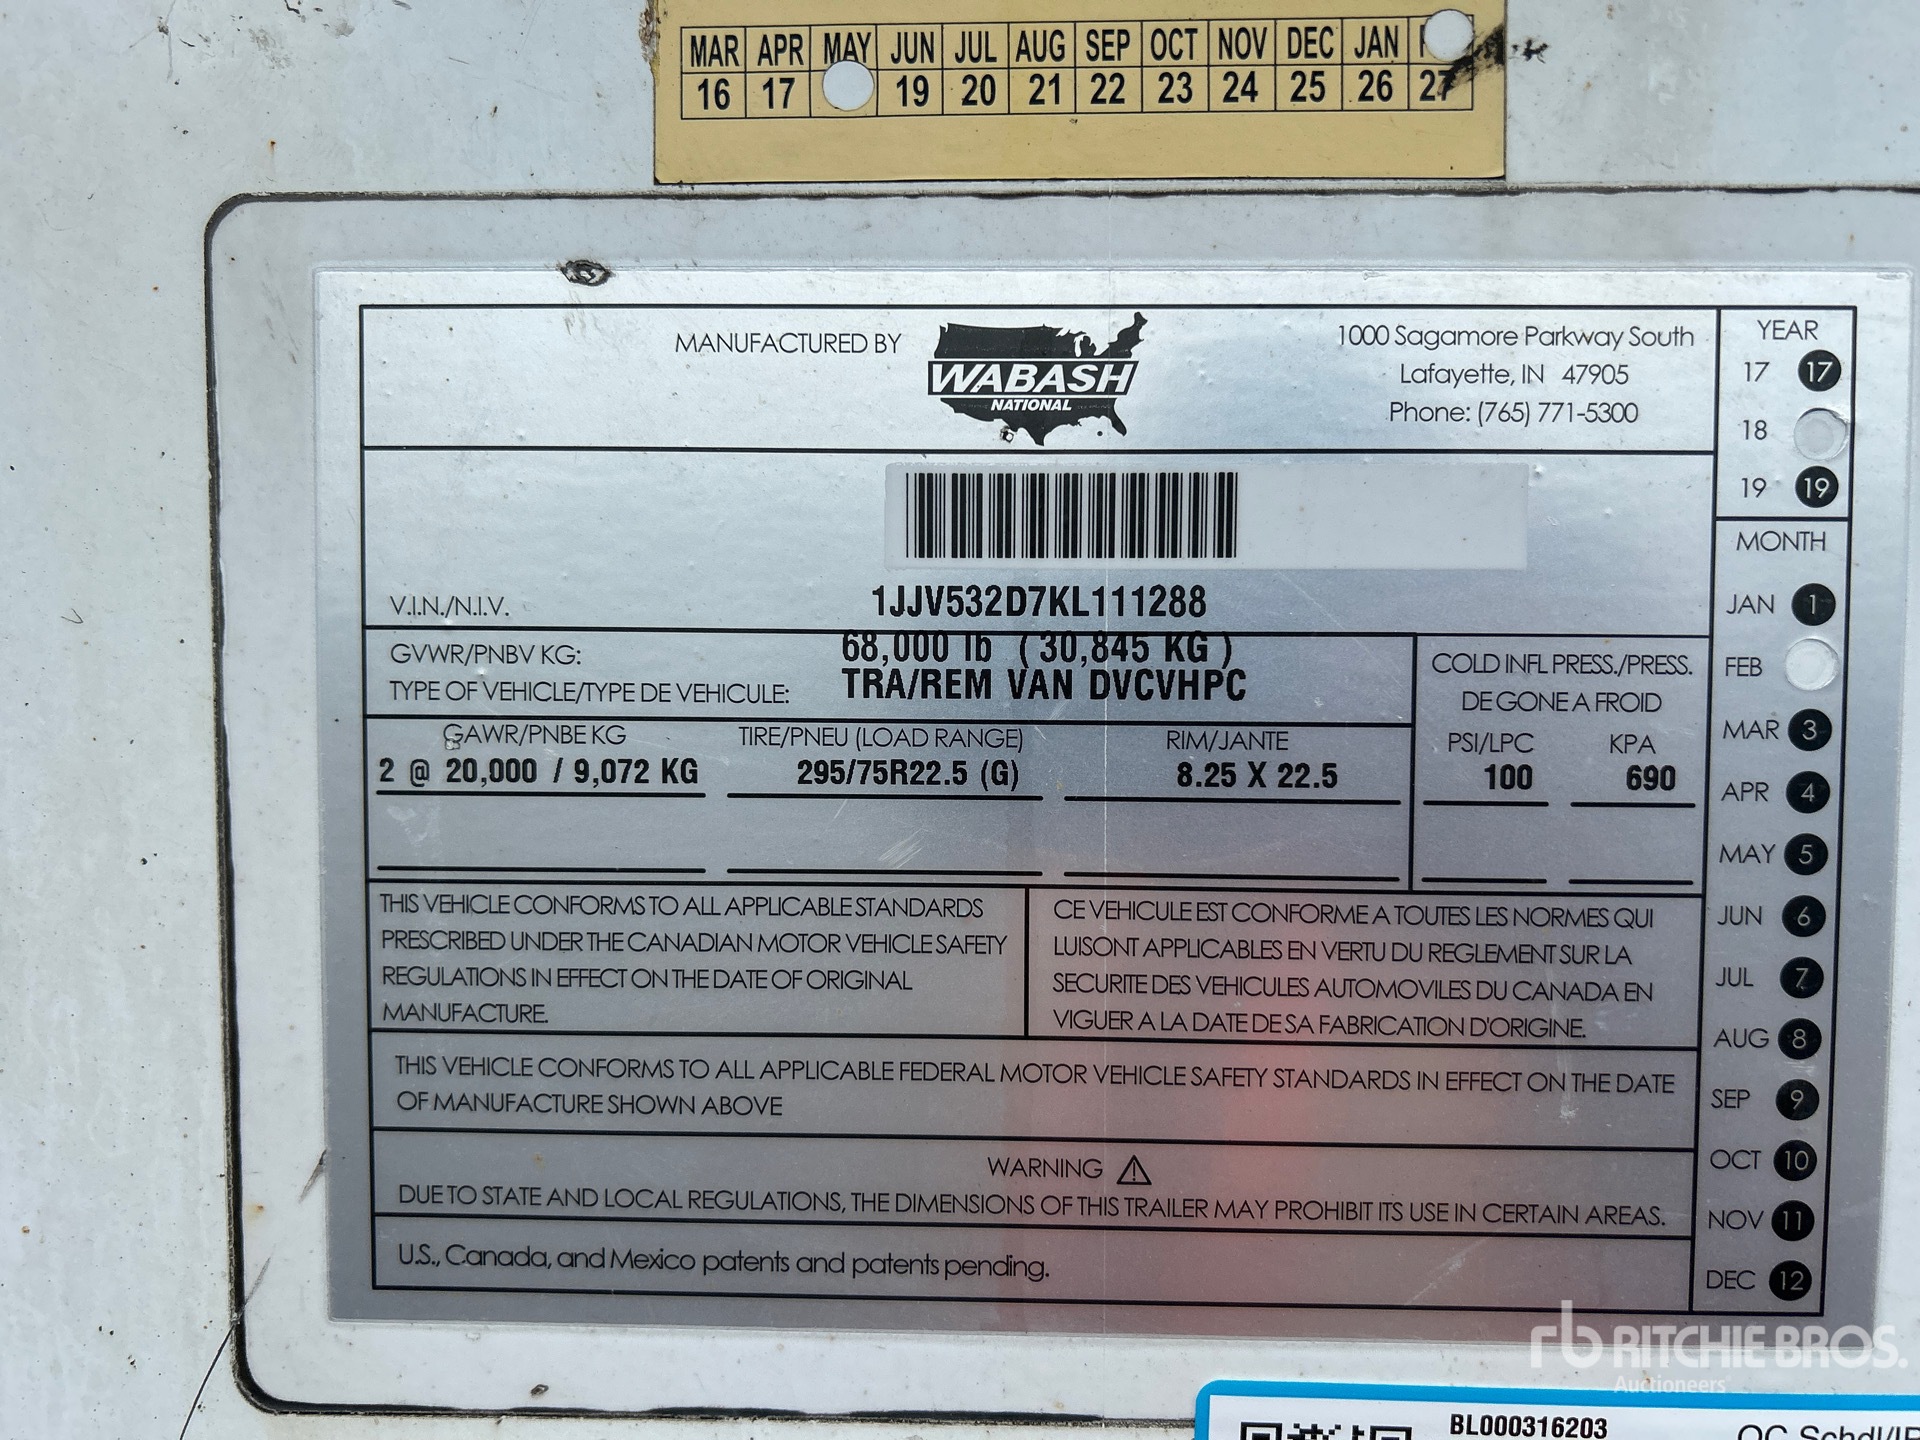 MAR APR MAY JUN JUL AUG SEP OCT NOV DEC JAN
16 17 19 20 21 22 23 24 25 26 27
MANUFACTURED BY
WABASH
NATIONAL
1000 Sagamore Parkway South
Lafayette, IN 47905
Phone: (765) 771-5300
V.I.N./N.I.V. 1JJV532D7KL111288
GVWR/PNBV KG: 68,000 lb ( 30,845 KG )
TYPE OF VEHICLE/TYPE DE VEHICULE: TRA/REM VAN DVCVHPC
COLD INFL PRESS./PRESS.
DE GONE A FROID
GAWR/PNBE KG TIRE/PNEU (LOAD RANGE) RIM/JANTE PSI/LPC KPA
2 @ 20,000 / 9,072 KG 295/75R22.5 (G) 8.25 X 22.5 100 690
THIS VEHICLE CONFORMS TO ALL APPLICABLE STANDARDS
PRESCRIBED UNDER THE CANADIAN MOTOR VEHICLE SAFETY
REGULATIONS IN EFFECT ON THE DATE OF ORIGINAL
MANUFACTURE.
CE VEHICULE EST CONFORME A TOUTES LES NORMES QUI
LUISONT APPLICABLES EN VERTU DU REGLEMENT SUR LA
SECURITE DES VEHICULES AUTOMOVILES DU CANADA EN
VIGUER A LA DATE DE SA FABRICATION D'ORIGINE.
THIS VEHICLE CONFORMS TO ALL APPLICABLE FEDERAL MOTOR VEHICLE SAFETY STANDARDS IN EFFECT ON THE DATE
OF MANUFACTURE SHOWN ABOVE
WARNING
DUE TO STATE AND LOCAL REGULATIONS, THE DIMENSIONS OF THIS TRAILER MAY PROHIBIT ITS USE IN CERTAIN AREAS.
U.S., Canada, and Mexico patents and patents pending.
YEAR
17 17
18
19 19
MONTH
JAN 1
FEB
MAR 3
APR 4
MAY 5
JUN 6
JUL 7
AUG 8
SEP 9
OCT 10
NOV 11
DEC 12
rb RITCHIE BROS.
Auctioneers
BL000316203